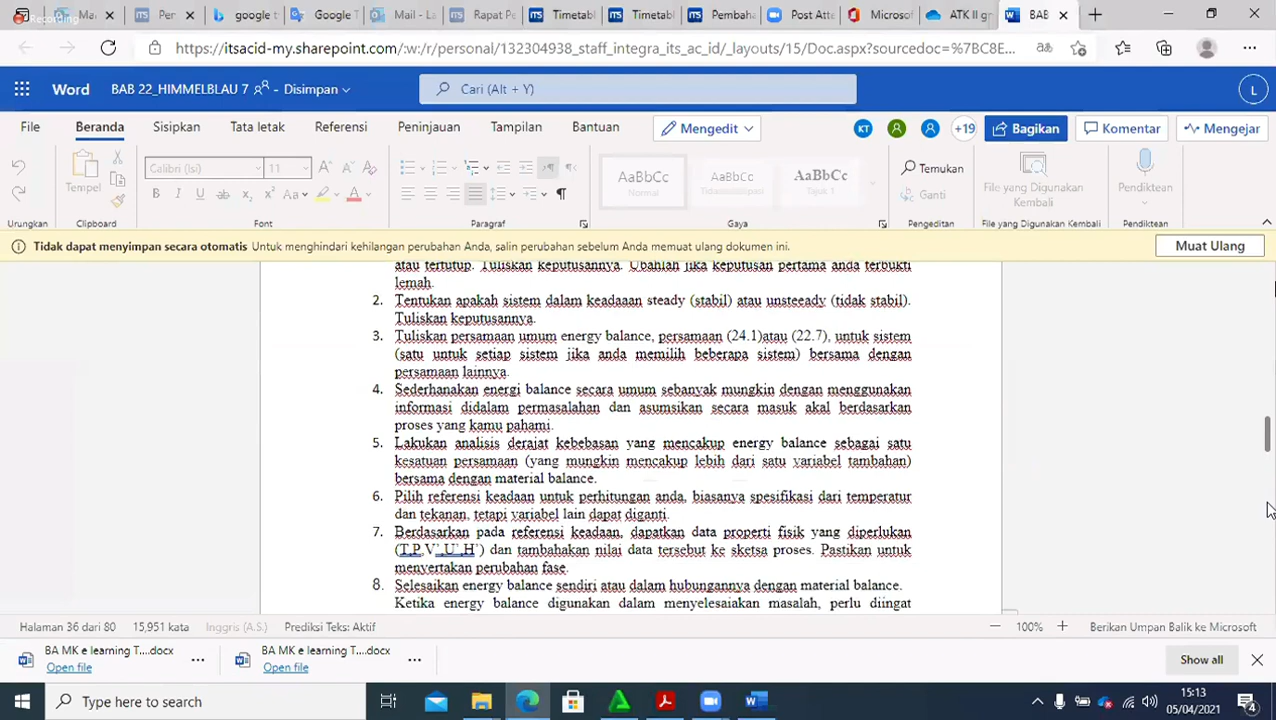 Recording
Ma
Per
google t
Google T
Mail - La
Rapat Pe
Timetabl
Timetabl
Pembaha
Post Atte
Microsof
ATK II gr
BAB
https://itsacid-my.sharepoint.com/:w:/r/personal/132304938_staff_integra_its_ac_id/_layouts/15/Doc.aspx?sourcedoc=%7BC8E...
Word BAB 22_HIMMELBLAU 7 - Disimpan Cari (Alt + Y) L
File Beranda Sisipkan Tata letak Referensi Peninjauan Tampilan Bantuan Mengedit KT +19 Bagikan Komentar Mengejar
Calibri (Isi) 11
Tempel
AaBbCc Normal
AaBbCc
AaBbCc
Temukan
Ganti
File yang Digunakan Kembali
Pendiktean
Urungkan Clipboard Font Paragraf Gaya Pengeditan File yang Digunakan Kembali Pendiktean
Tidak dapat menyimpan secara otomatis Untuk menghindari kehilangan perubahan Anda, salin perubahan sebelum Anda memuat ulang dokumen ini. Muat Ulang
atau tertutup. Tuliskan keputusannya. Ubahlah jika keputusan pertama anda terbukti
lemah.
2. Tentukan apakah sistem dalam keadaaan steady (stabil) atau unsteeady (tidak stabil).
Tuliskan keputusannya.
3. Tuliskan persamaan umum energy balance, persamaan (24.1)atau (22.7), untuk sistem
(satu untuk setiap sistem jika anda memilih beberapa sistem) bersama dengan
persamaan lainnya.
4. Sederhanakan energi balance secara umum sebanyak mungkin dengan menggunakan
informasi didalam permasalahan dan asumsikan secara masuk akal berdasarkan
proses yang kamu pahami.
5. Lakukan analisis derajat kebebasan yang mencakup energy balance sebagai satu
kesatuan persamaan (yang mungkin mencakup lebih dari satu variabel tambahan)
bersama dengan material balance.
6. Pilih referensi keadaan untuk perhitungan anda, biasanya spesifikasi dari temperatur
dan tekanan, tetapi variabel lain dapat diganti.
7. Berdasarkan pada referensi keadaan, dapatkan data properti fisik yang diperlukan
(T,P,V^,U^,H^) dan tambahakan nilai data tersebut ke sketsa proses. Pastikan untuk
menyertakan perubahan fase.
8. Selesaikan energy balance sendiri atau dalam hubungannya dengan material balance.
Ketika energy balance digunakan dalam menyelesaiakan masalah, perlu diingat
Halaman 36 dari 80 15,951 kata Inggris (A.S.) Prediksi Teks: Aktif 100% Berikan Umpan Balik ke Microsoft
BA MK e learning T....docx
Open file
BA MK e learning T....docx
Open file
Show all
Type here to search
15:13
05/04/2021
4